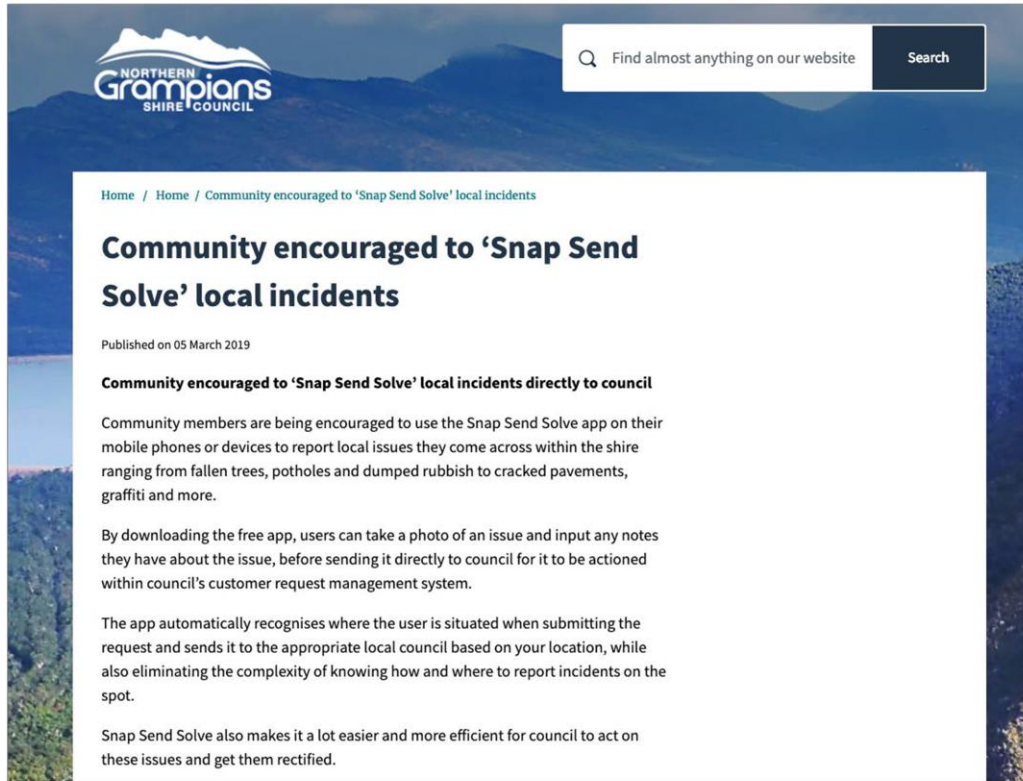 NORTHERN
Grampians
SHIRE COUNCIL
Find almost anything on our website
Search
Home / Home / Community encouraged to ‘Snap Send Solve’ local incidents
Community encouraged to ‘Snap Send
Solve’ local incidents
Published on 05 March 2019
Community encouraged to ‘Snap Send Solve’ local incidents directly to council
Community members are being encouraged to use the Snap Send Solve app on their
mobile phones or devices to report local issues they come across within the shire
ranging from fallen trees, potholes and dumped rubbish to cracked pavements,
graffiti and more.
By downloading the free app, users can take a photo of an issue and input any notes
they have about the issue, before sending it directly to council for it to be actioned
within council’s customer request management system.
The app automatically recognises where the user is situated when submitting the
request and sends it to the appropriate local council based on your location, while
also eliminating the complexity of knowing how and where to report incidents on the
spot.
Snap Send Solve also makes it a lot easier and more efficient for council to act on
these issues and get them rectified.